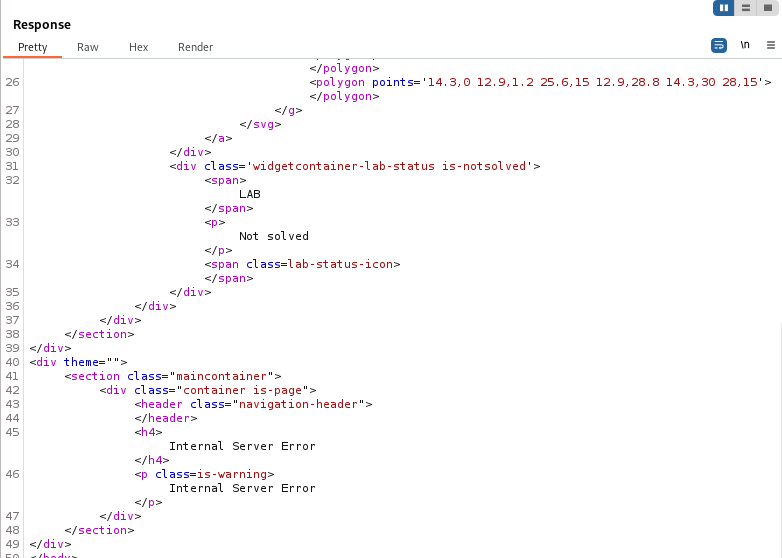 Response
Pretty Raw Hex Render \n
</polygon>
26 <polygon points='14.3,0 12.9,1.2 25.6,15 12.9,28.8 14.3,30 28,15'>
</polygon>
27 </g>
28 </svg>
29 </a>
30 </div>
31 <div class='widgetcontainer-lab-status is-notsolved'>
32 <span>
LAB
</span>
33 <p>
Not solved
</p>
34 <span class=lab-status-icon>
</span>
35 </div>
36 </div>
37 </div>
38 </section>
39 </div>
40 <div theme="">
41 <section class="maincontainer">
42 <div class="container is-page">
43 <header class="navigation-header">
44 </header>
45 <h4>
Internal Server Error
</h4>
46 <p class=is-warning>
Internal Server Error
</p>
47 </div>
48 </section>
49 </div>
50 </body>